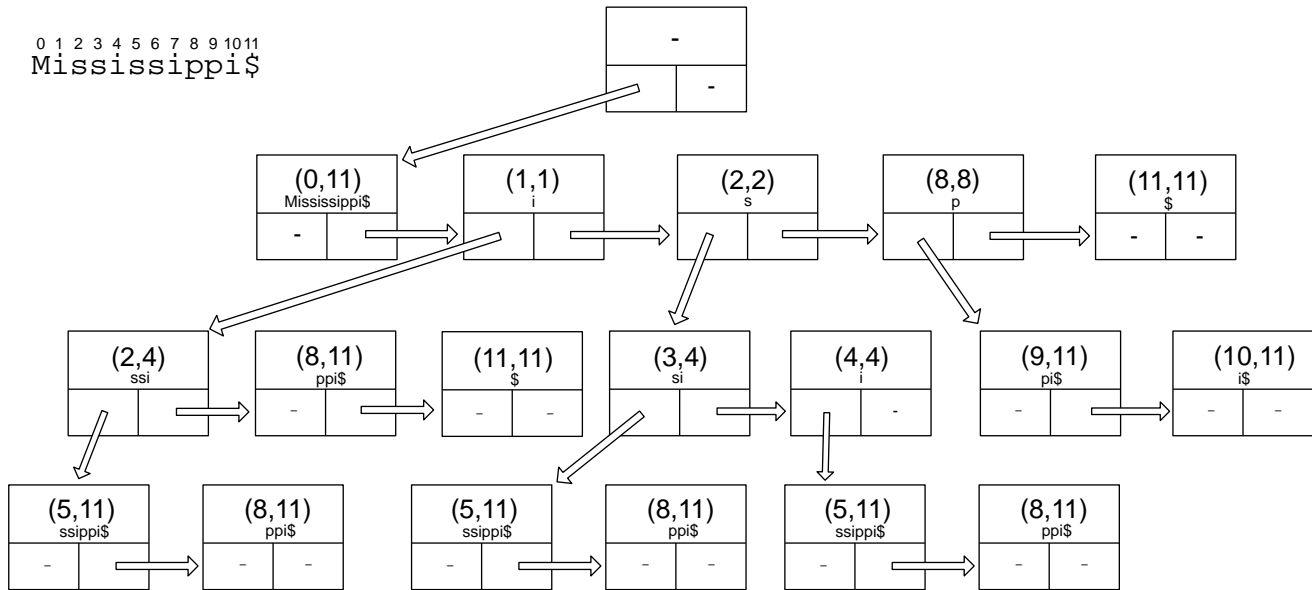 -
0 1 2 3 4 5 6 7 8 9 10 11
Mississippi$
-
(0,11) (1,1) (2,2) (8,8) (11,11)
Mississippi$ i s p $
- - -
(2,4) (8,11) (11,11) (3,4) (4,4) (9,11) (10,11)
ssi ppi$ $ si i pi$ i$
- - - - - - -
(5,11) (8,11) (5,11) (8,11) (5,11) (8,11)
ssippi$ ppi$ ssippi$ ppi$ ssippi$ ppi$
- - - - - - - - -